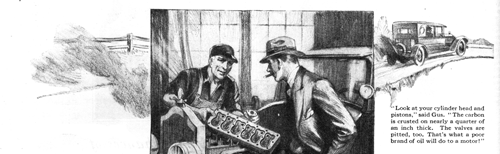 "Look at your cylinder head and
pistons," said Gus. "The carbon
is crusted on nearly a quarter of
an inch thick. The valves are
pitted, too. That's what a poor
brand of oil will do to a motor!"